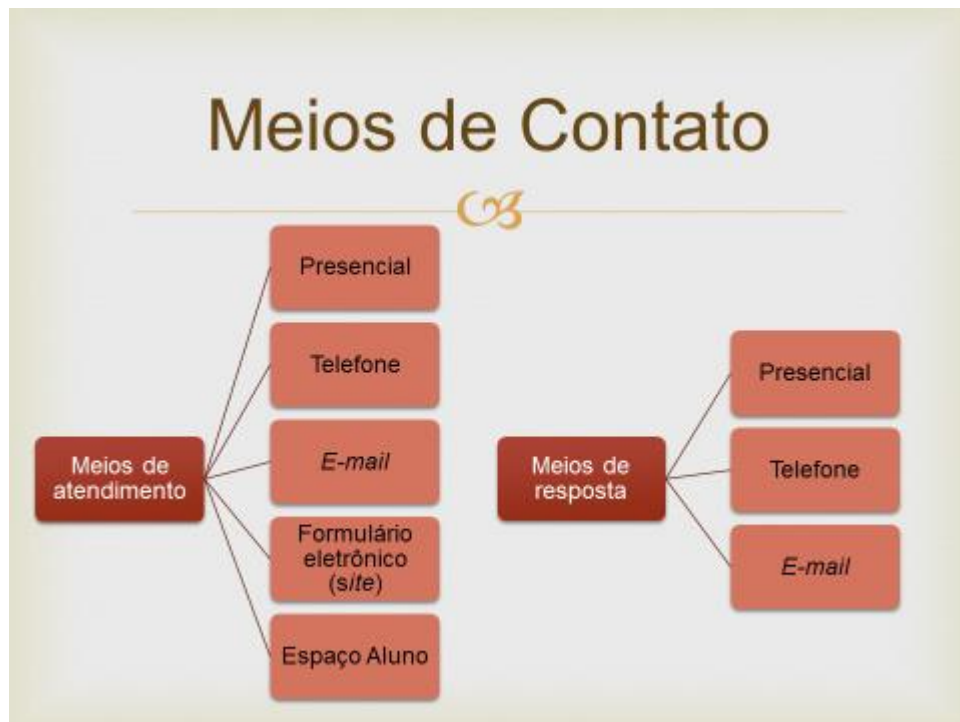 Meios de Contato
Meios de
atendimento
Presencial
Telefone
E-mail
Formulário
eletrônico
(site)
Espaço Aluno
Meios de
resposta
Presencial
Telefone
E-mail